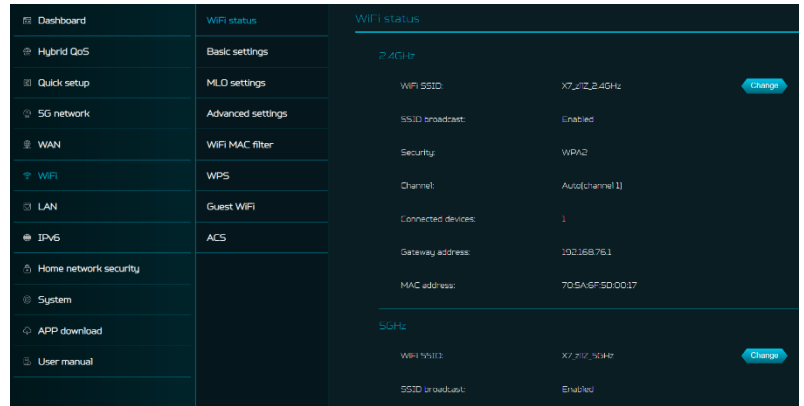 Dashboard
Hybrid QoS
Quick setup
5G network
WAN
WiFi
LAN
IPv6
Home network security
System
APP download
User manual
WiFi status
Basic settings
MLO settings
Advanced settings
WiFi MAC filter
WPS
Guest WiFi
ACS
WiFi status
2.4GHz
WiFi SSID: X7_z1Z_2.4GHz Change
SSID broadcast: Enabled
Security: WPA2
Channel: Auto(channel 1)
Connected devices: 1
Gateway address: 192.168.76.1
MAC address: 70:5A:6F:5D:00:17
5GHz
WiFi SSID: X7_z1Z_5GHz Change
SSID broadcast: Enabled